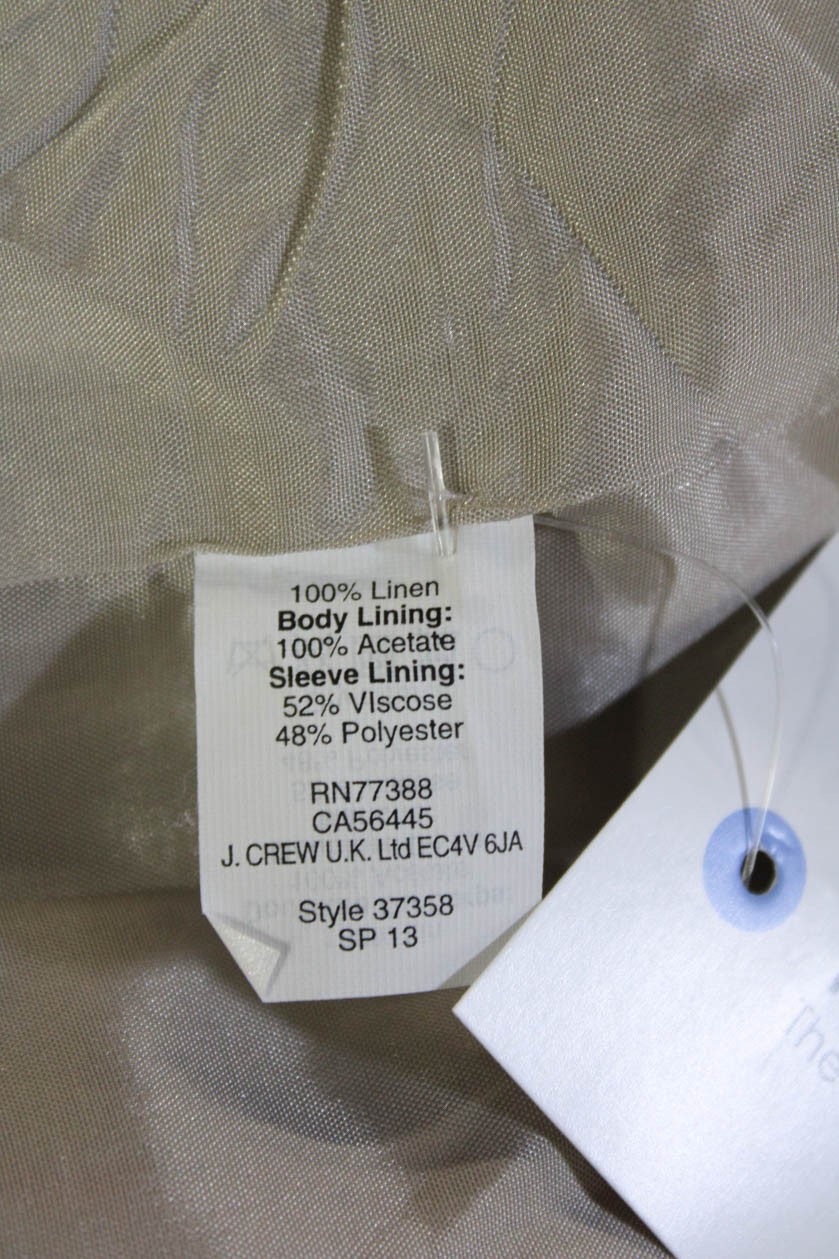 100% Linen
Body Lining:
100% Acetate
Sleeve Lining:
52% VIscose
48% Polyester
RN77388
CA56445
J. CREW U.K. Ltd EC4V 6JA
Style 37358
SP 13
The